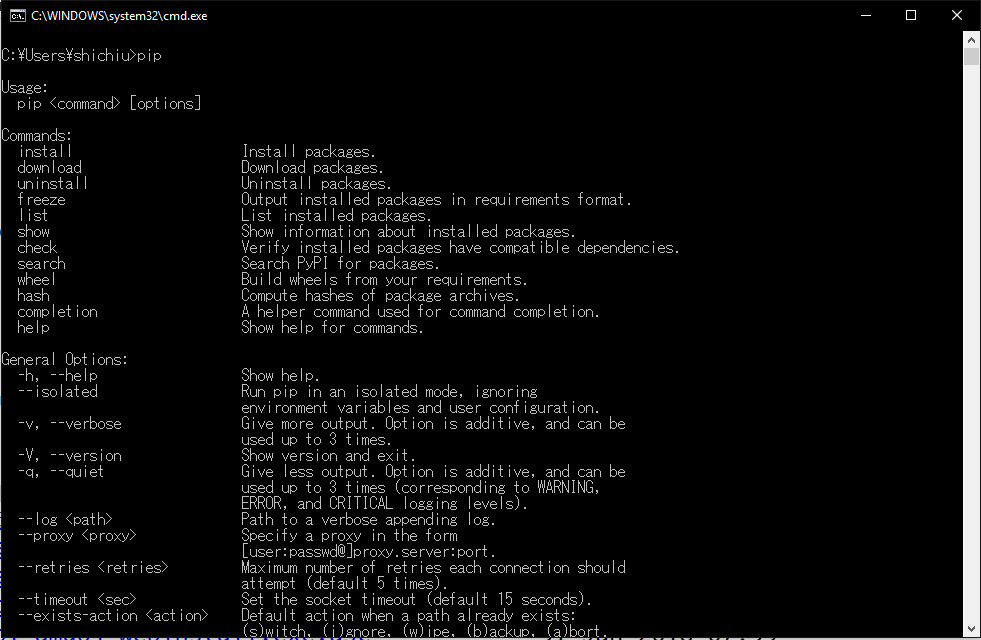 C:\WINDOWS\system32\cmd.exe
C:¥Users¥shichiu>pip
Usage:
pip <command> [options]
Commands:
install Install packages.
download Download packages.
uninstall Uninstall packages.
freeze Output installed packages in requirements format.
list List installed packages.
show Show information about installed packages.
check Verify installed packages have compatible dependencies.
search Search PyPI for packages.
wheel Build wheels from your requirements.
hash Compute hashes of package archives.
completion A helper command used for command completion.
help Show help for commands.
General Options:
-h, --help Show help.
--isolated Run pip in an isolated mode, ignoring
environment variables and user configuration.
-v, --verbose Give more output. Option is additive, and can be
used up to 3 times.
-V, --version Show version and exit.
-q, --quiet Give less output. Option is additive, and can be
used up to 3 times (corresponding to WARNING,
ERROR, and CRITICAL logging levels).
--log <path> Path to a verbose appending log.
--proxy <proxy> Specify a proxy in the form
[user:passwd@]proxy.server:port.
--retries <retries> Maximum number of retries each connection should
attempt (default 5 times).
--timeout <sec> Set the socket timeout (default 15 seconds).
--exists-action <action> Default action when a path already exists:
(s)witch, (i)gnore, (w)ipe, (b)ackup, (a)bort.